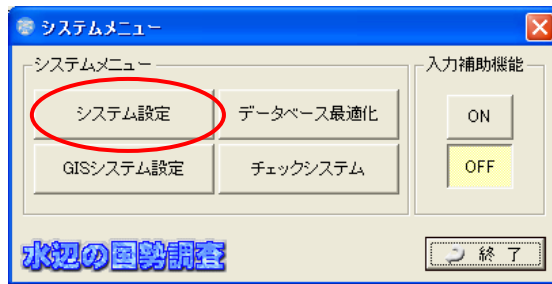 システムメニュー
システムメニュー
入力補助機能
システム設定
データベース最適化
ON
GISシステム設定
チェックシステム
OFF
水辺の国勢調査
終 了